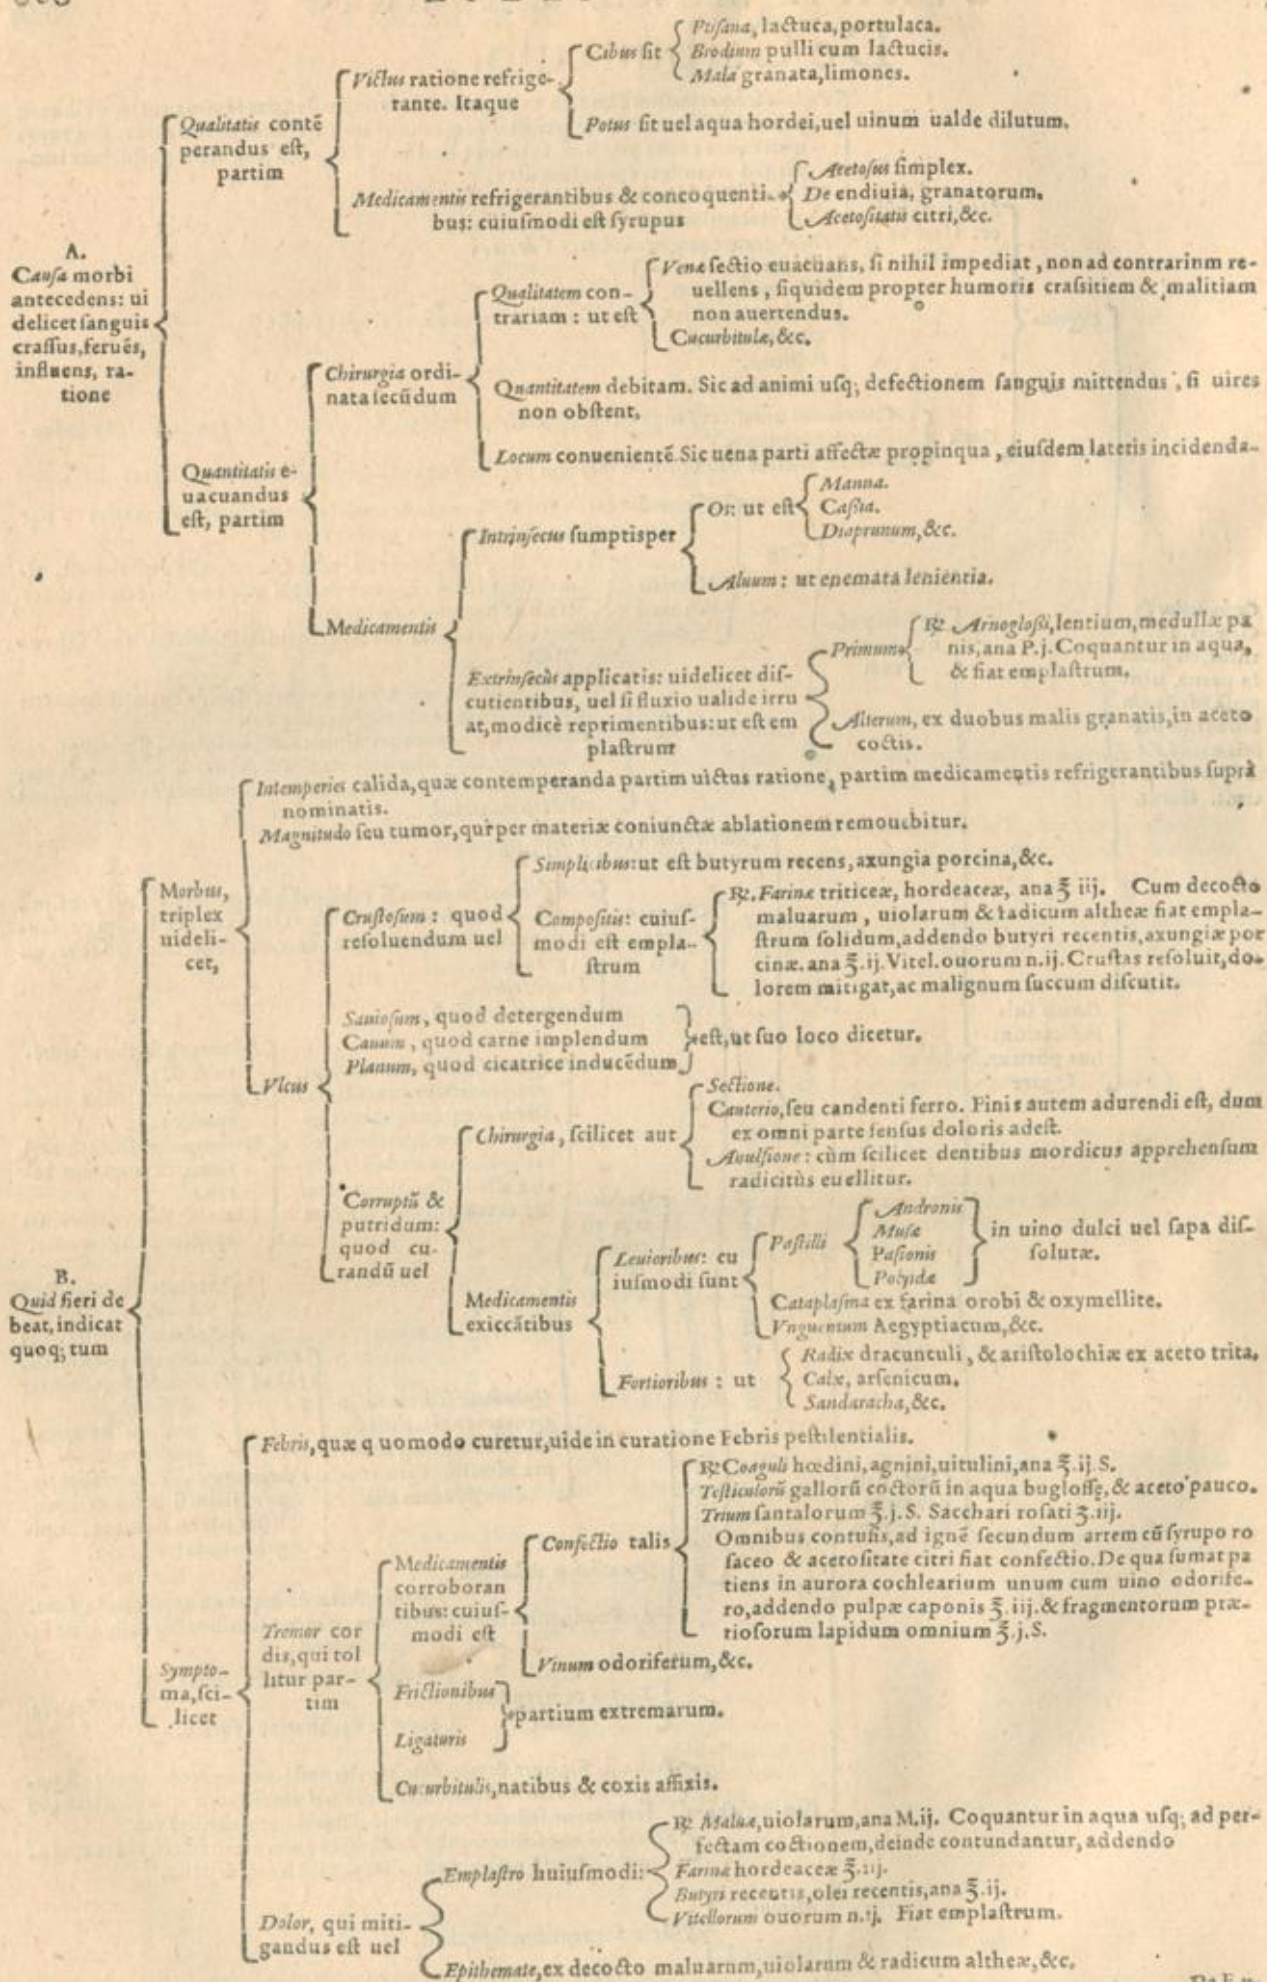 Ptisana, lactuca, portulaca.
Cibus sit
Brodium pulli cum lactucis.
Mala granata, limones.
Victus ratione refrige-
rante. Itaque
Potus sit uel aqua hordei, uel uinum ualde dilutum.
Qualitatis contē
perandus est,
partim
Acetosus simplex.
Medicamentis refrigerantibus & concoquenti-
De endiuia, granatorum.
bus: cuiusmodi est syrupus
Acetositatis citri, &c.
A.
Causa morbi
antecedens: ui
delicet sanguis
crassus, feruēs,
influens, ra-
tione
Venæ sectio euacuans, si nihil impediat, non ad contrarium re-
uellens, siquidem propter humoris crassitiem & malitiam
non auertendus.
Qualitatem con-
trariam: ut est
Cucurbitulæ, &c.
Chirurgia ordi-
nata secūdum
Quantitatem debitam. Sic ad animi usq; defectionem sanguis mittendus, si uires
non obstent,
Locum conuenientē. Sic uena parti affectæ propinqua, eiusdem lateris incidenda-
Quantitatis e-
uacuandus
est, partim
Manna.
Os: ut est
Cassia.
Diaprunum, &c.
Intrinsecus sumptis per
Aluum: ut enemata lenientia.
Medicamentis
℞ Arnoglossi, lentium, medullæ pa
Primum
nis, ana P.j. Coquantur in aqua,
& fiat emplastrum.
Extrinsecùs applicatis: uidelicet dis-
cutientibus, uel si fluxio ualide irru
at, modicè reprimentibus: ut est em
plastrum
Alterum, ex duobus malis granatis, in aceto
coctis.
Intemperies calida, quæ contemperanda partim uictus ratione, partim medicamentis refrigerantibus suprà
nominatis.
Magnitudo seu tumor, qui per materiæ coniunctæ ablationem remouebitur.
Morbus,
triplex
uideli-
cet,
Simplicibus: ut est butyrum recens, axungia porcina, &c.
Crustosum: quod
resoluendum uel
Compositis: cuius-
modi est empla-
strum
℞. Farinæ triticeæ, hordeaceæ, ana ℥ iij. Cum decocto
maluarum, uiolarum & radicum altheæ fiat empla-
strum solidum, addendo butyri recentis, axungiæ por
cinæ. ana ℥.ij. Vitel. ouorum n.ij. Crustas resoluit, do-
lorem mitigat, ac malignum succum discutit.
Saniosum, quod detergendum
Cauum, quod carne implendum
est, ut suo loco dicetur.
Planum, quod cicatrice inducēdum
Vlcus
Sectione.
Cauterio, seu candenti ferro. Finis autem adurendi est, dum
ex omni parte sensus doloris adest.
Chirurgia, scilicet aut
Auulsione: cùm scilicet dentibus mordicus apprehensum
radicitùs euellitur.
Corruptū &
putridum:
quod cu-
randū uel
Andronis
Musæ
Pasionis
Polyidæ
Pastilli
in uino dulci uel sapa dis-
solutæ.
Leuioribus: cu
iusmodi sunt
Cataplasma ex farina orobi & oxymellite.
Vnguentum Aegyptiacum, &c.
Medicamentis
exiccātibus
Radix dracunculi, & aristolochiæ ex aceto trita.
Fortioribus: ut
Calx, arsenicum.
Sandaracha, &c.
B.
Quid fieri de
beat, indicat
quoq; tum
Febris, quæ quomodo curetur, uide in curatione Febris pestilentialis.
℞ Coaguli hœdini, agnini, uitulini, ana ℥.ij S.
Testiculorū gallorū coctorū in aqua buglossę, & aceto pauco.
Trium santalorum ℥.j.S. Sacchari rosati ʒ.iij.
Omnibus contusis, ad ignē secundum artem cū syrupo ro
saceo & acetositate citri fiat confectio. De qua sumat pa
tiens in aurora cochlearium unum cum uino odorife-
ro, addendo pulpæ caponis ℥.iij. & fragmentorum præ-
tiosorum lapidum omnium ℥.j.S.
Confectio talis
Medicamentis
corroboran
tibus: cuius-
modi est
Vinum odoriferum, &c.
Tremor cor
dis, qui tol
litur par-
tim
Frictionibus
partium extremarum.
Ligaturis
Cucurbitulis, natibus & coxis affixis.
Sympto-
ma, sci-
licet
℞ Maluæ, uiolarum, ana M.ij. Coquantur in aqua usq; ad per-
fectam coctionem, deinde contundantur, addendo
Emplastro huiusmodi:
Farinæ hordeaceæ ℥.iij.
Butyri recentis, olei recentis, ana ℥.ij.
Vitellorum ouorum n.ij. Fiat emplastrum.
Dolor, qui miti-
gandus est uel
Epithemate, ex decocto maluarum, uiolarum & radicum altheæ, &c.